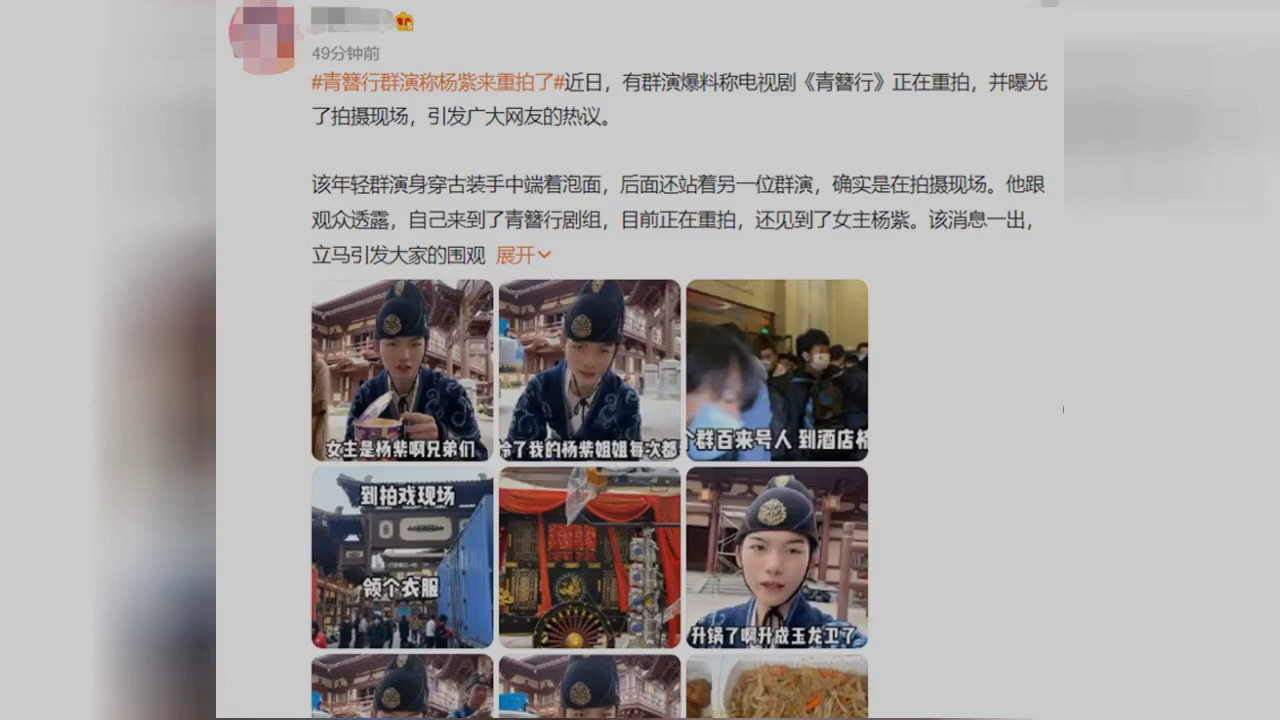 49分钟前
#青簪行群演称杨紫来重拍了#近日，有群演爆料称电视剧《青簪行》正在重拍，并曝光
了拍摄现场，引发广大网友的热议。
该年轻群演身穿古装手中端着泡面，后面还站着另一位群演，确实是在拍摄现场。他跟
观众透露，自己来到了青簪行剧组，目前正在重拍，还见到了女主杨紫。该消息一出，
立马引发大家的围观 展开
女主是杨紫啊兄弟们
了我的杨紫姐姐每次都
个群百来号人 到酒店
到拍戏现场
领个衣服
升锅了啊升成玉龙卫了